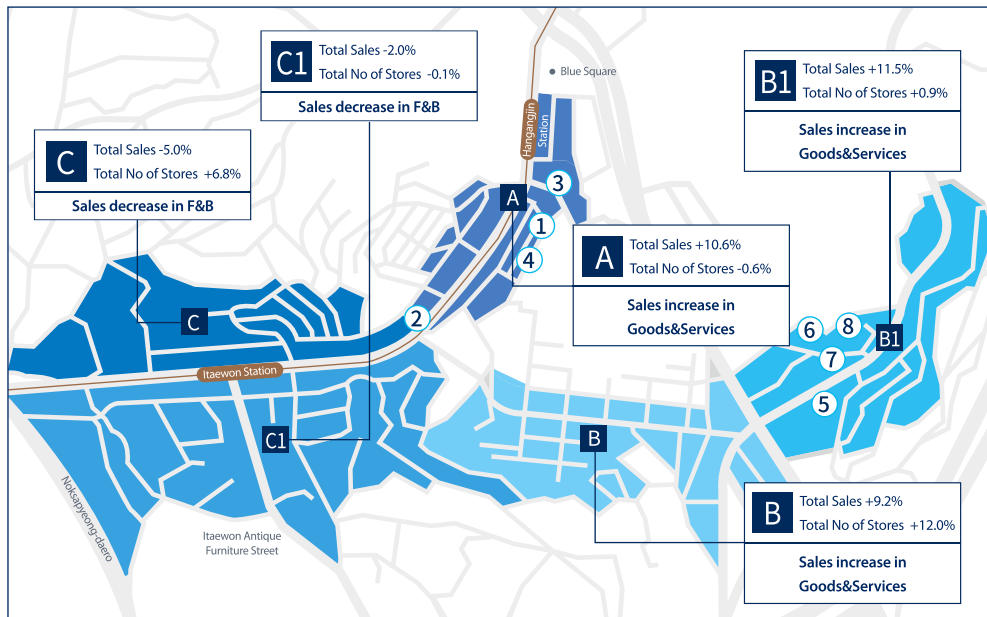 C1
Total Sales -2.0%
Total No of Stores -0.1%
Sales decrease in F&B
Blue Square
B1
Total Sales +11.5%
Total No of Stores +0.9%
Sales increase in
Goods&Services
C
Total Sales -5.0%
Total No of Stores +6.8%
Sales decrease in F&B
Hangangjin
Station
A
3
1
4
A
Total Sales +10.6%
Total No of Stores -0.6%
Sales increase in
Goods&Services
C
2
6
8
B1
7
5
Itaewon Station
C1
B
Noksapyeong-daero
Itaewon Antique
Furniture Street
B
Total Sales +9.2%
Total No of Stores +12.0%
Sales increase in
Goods&Services